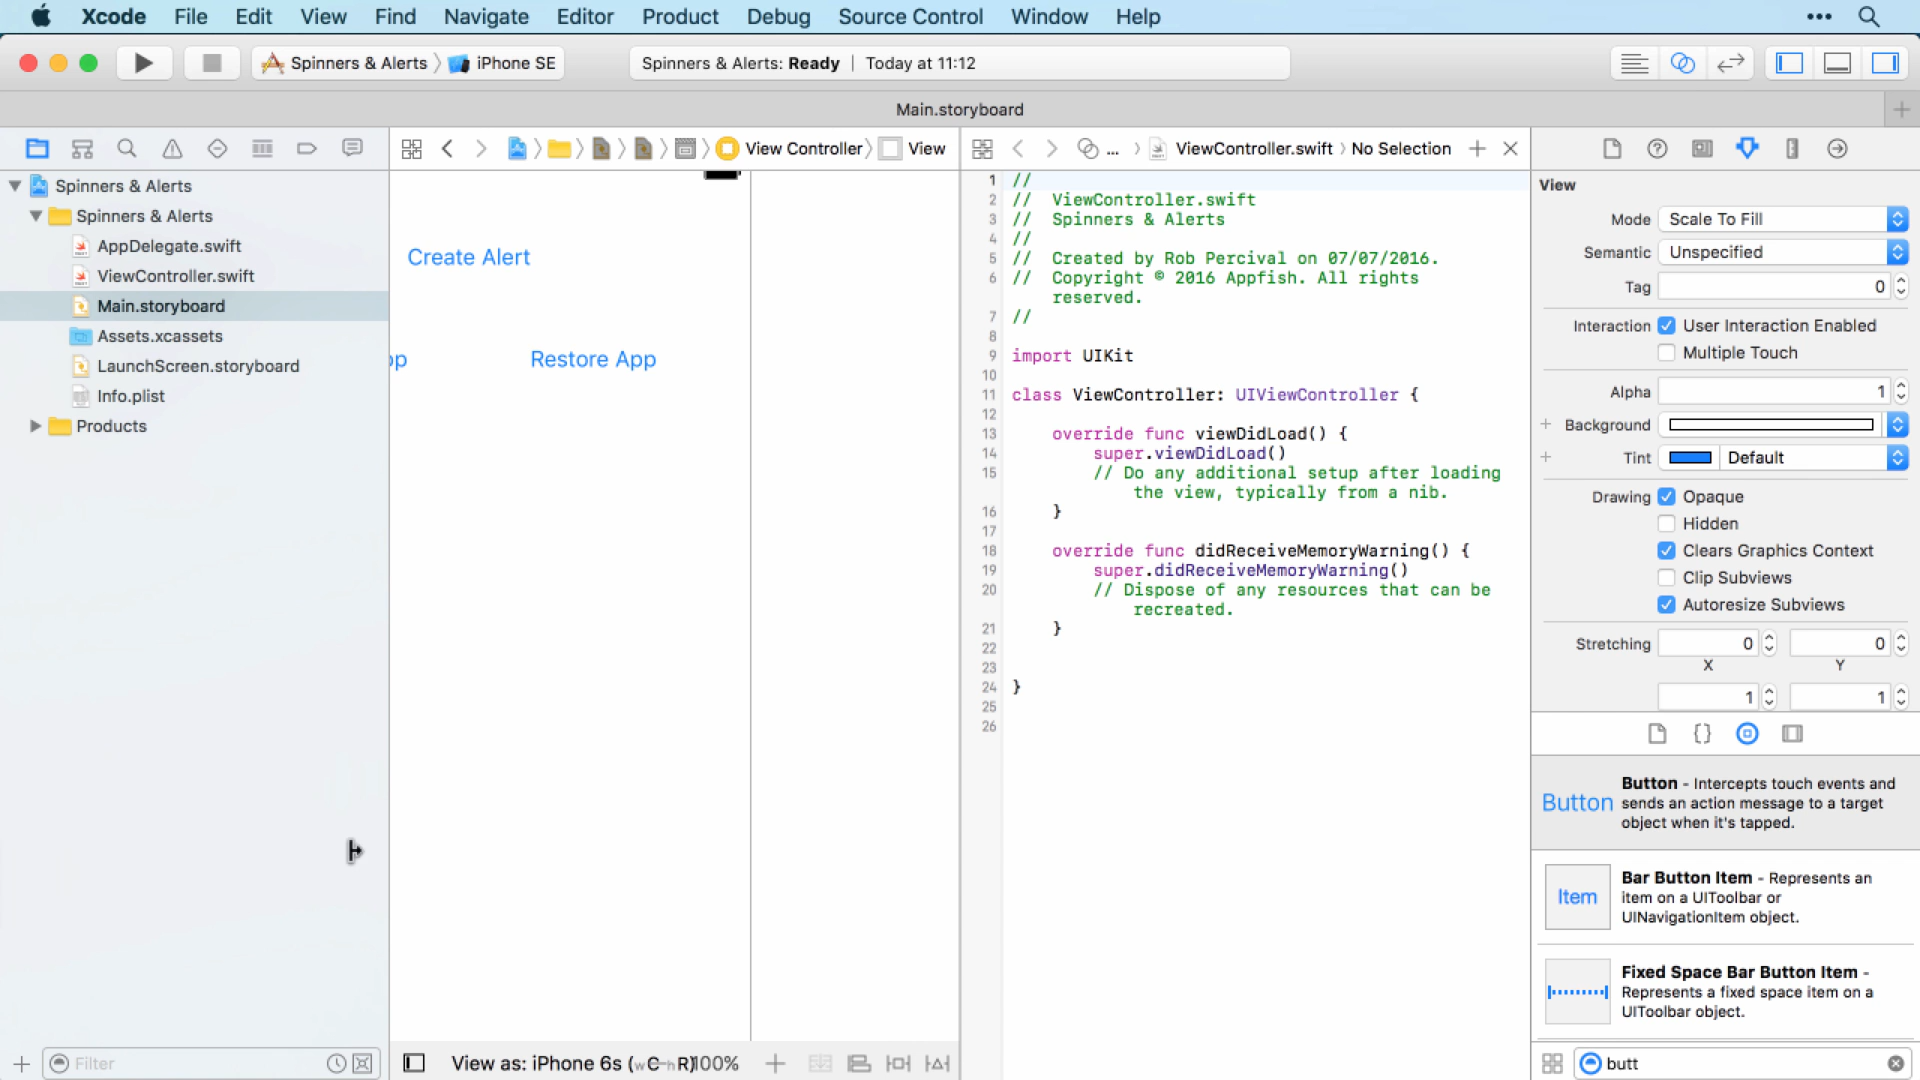 Xcode File Edit View Find Navigate Editor Product Debug Source Control Window Help
Spinners & Alerts iPhone SE
Spinners & Alerts: Ready | Today at 11:12
Main.storyboard
View Controller View
... ViewController.swift No Selection
Spinners & Alerts
Spinners & Alerts
AppDelegate.swift
ViewController.swift
Main.storyboard
Assets.xcassets
LaunchScreen.storyboard
Info.plist
Products
Filter
Create Alert
pp
Restore App
View as: iPhone 6s (wC hR) 100%
1 //
2 // ViewController.swift
3 // Spinners & Alerts
4 //
5 // Created by Rob Percival on 07/07/2016.
6 // Copyright © 2016 Appfish. All rights
reserved.
7 //
8
9 import UIKit
10
11 class ViewController: UIViewController {
12
13 override func viewDidLoad() {
14 super.viewDidLoad()
15 // Do any additional setup after loading
the view, typically from a nib.
16 }
17
18 override func didReceiveMemoryWarning() {
19 super.didReceiveMemoryWarning()
20 // Dispose of any resources that can be
recreated.
21 }
22
23
24 }
25
26
View
Mode Scale To Fill
Semantic Unspecified
Tag 0
Interaction User Interaction Enabled
Multiple Touch
Alpha 1
Background
Tint Default
Drawing Opaque
Hidden
Clears Graphics Context
Clip Subviews
Autoresize Subviews
Stretching 0 0
X Y
1 1
Button
Button - Intercepts touch events and
sends an action message to a target
object when it's tapped.
Item
Bar Button Item - Represents an
item on a UIToolbar or
UINavigationItem object.
Fixed Space Bar Button Item -
Represents a fixed space item on a
UIToolbar object.
butt